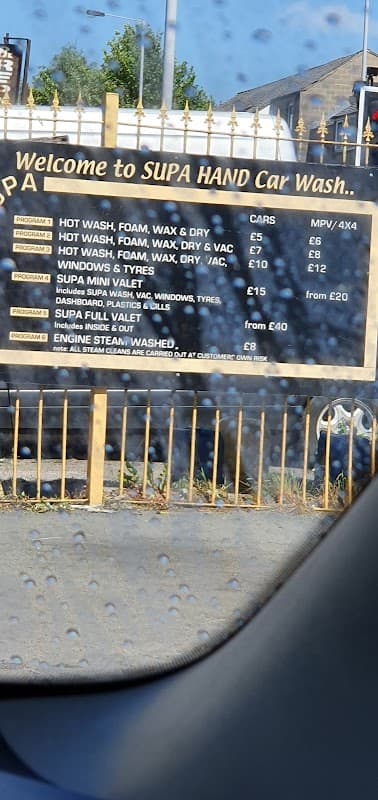 Welcome to SUPA HAND Car Wash..
UPA
CARS MPV/4X4
PROGRAM 1 HOT WASH, FOAM, WAX & DRY £5 £6
PROGRAM 2 HOT WASH, FOAM, WAX, DRY & VAC £7 £8
PROGRAM 3 HOT WASH, FOAM, WAX, DRY, VAC, £10 £12
WINDOWS & TYRES
PROGRAM 4 SUPA MINI VALET £15 from £20
Includes SUPA WASH, VAC, WINDOWS, TYRES,
DASHBOARD, PLASTICS & CILLS
PROGRAM 5 SUPA FULL VALET from £40
Includes INSIDE & OUT
PROGRAM 6 ENGINE STEAM WASHED. £8
note: ALL STEAM CLEANS ARE CARRIED OUT AT CUSTOMERS' OWN RISK